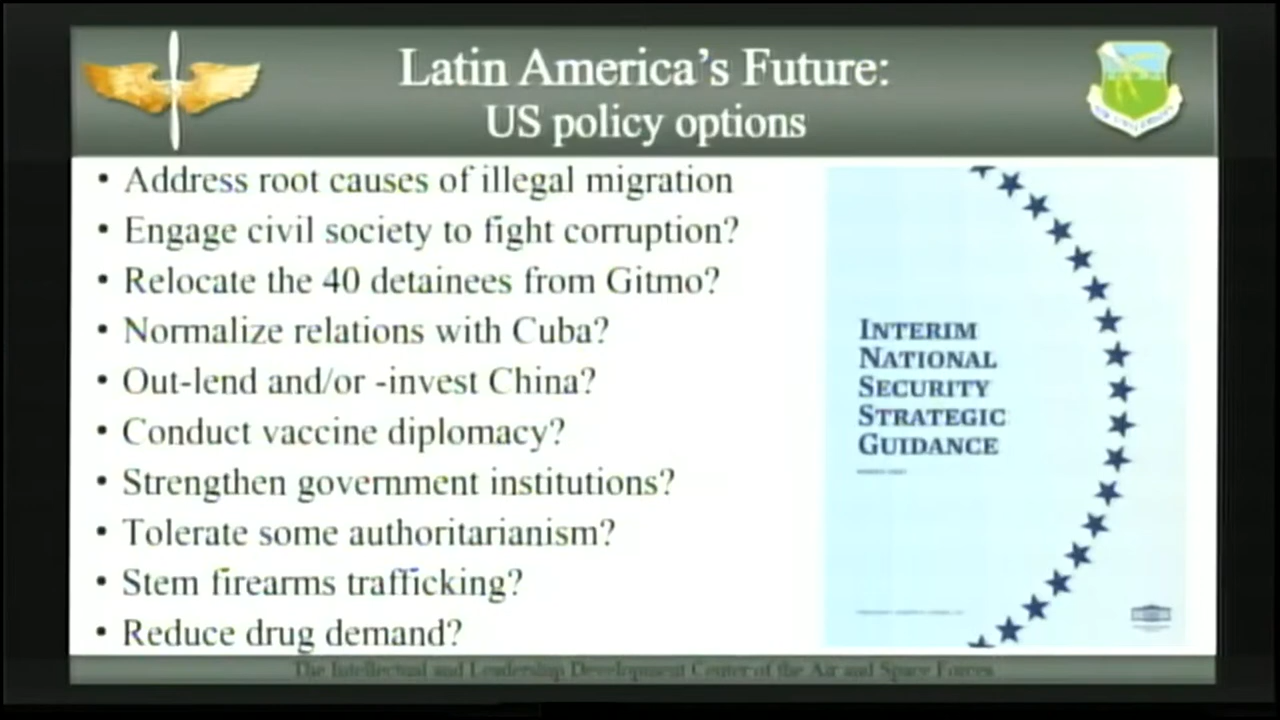 Latin America's Future:
US policy options
• Address root causes of illegal migration
• Engage civil society to fight corruption?
• Relocate the 40 detainees from Gitmo?
• Normalize relations with Cuba?
• Out-lend and/or -invest China?
• Conduct vaccine diplomacy?
• Strengthen government institutions?
• Tolerate some authoritarianism?
• Stem firearms trafficking?
• Reduce drug demand?
INTERIM
NATIONAL
SECURITY
STRATEGIC
GUIDANCE
The Intellectual and Leadership Development Center of the Air and Space Forces